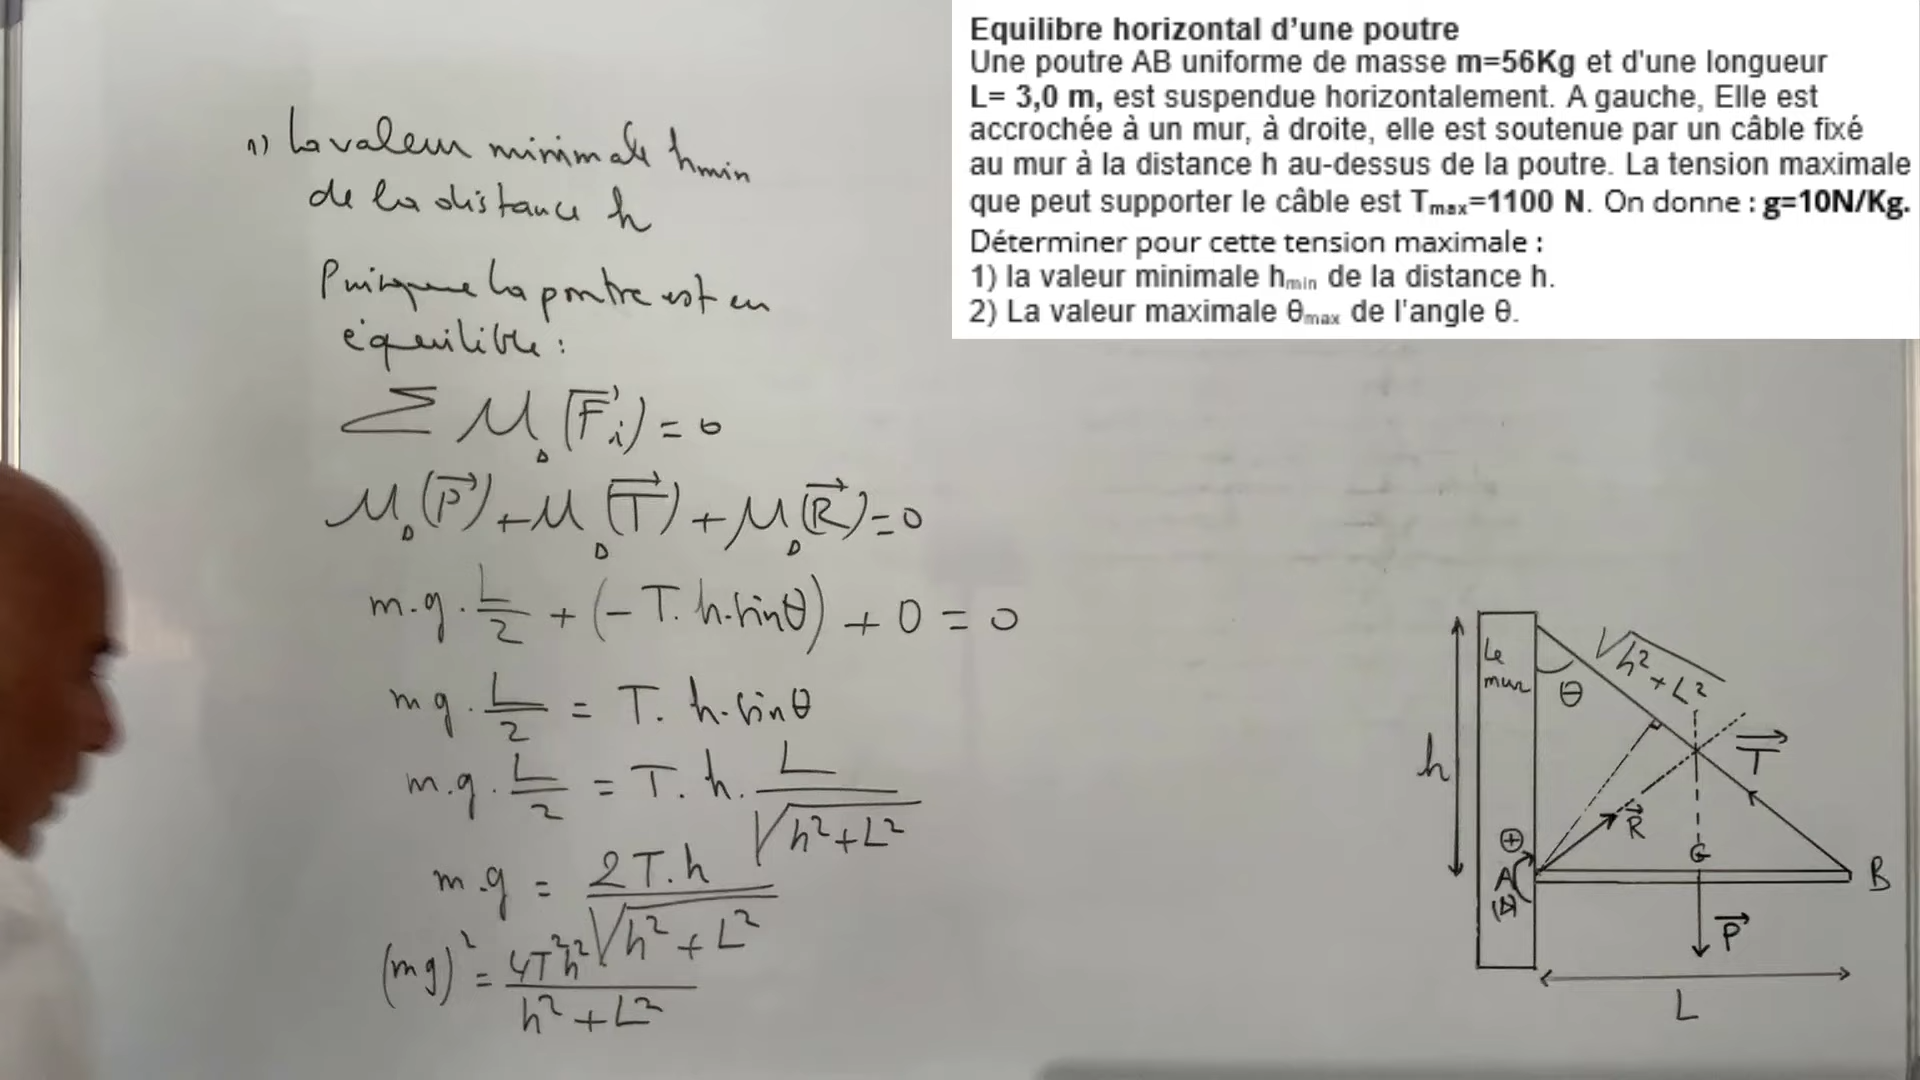 Equilibre horizontal d’une poutre
Une poutre AB uniforme de masse m=56Kg et d'une longueur
L= 3,0 m, est suspendue horizontalement. A gauche, Elle est
accrochée à un mur, à droite, elle est soutenue par un câble fixé
au mur à la distance h au-dessus de la poutre. La tension maximale
que peut supporter le câble est Tmax=1100 N. On donne : g=10N/Kg.
Déterminer pour cette tension maximale :
1) la valeur minimale hmin de la distance h.
2) La valeur maximale θmax de l'angle θ.
1) La valeur minimale hmin
de la distance h
Puisque la poutre est en
équilibre :
Σ M_Δ (F⃗i) = 0
M_Δ(P⃗) + M_Δ(T⃗) + M_Δ(R⃗) = 0
m.g . L/2 + (- T. h.sinθ) + 0 = 0
mg . L/2 = T. h.sinθ
m.g . L/2 = T. h. L/√(h²+L²)
m.g = 2T.h/√(h²+L²)
(mg)² = 4T²h²/(h²+L²)
Le
mur
θ
√(h²+L²)
T⃗
h
R⃗
⊕
G
A
(Δ)
B
P⃗
L